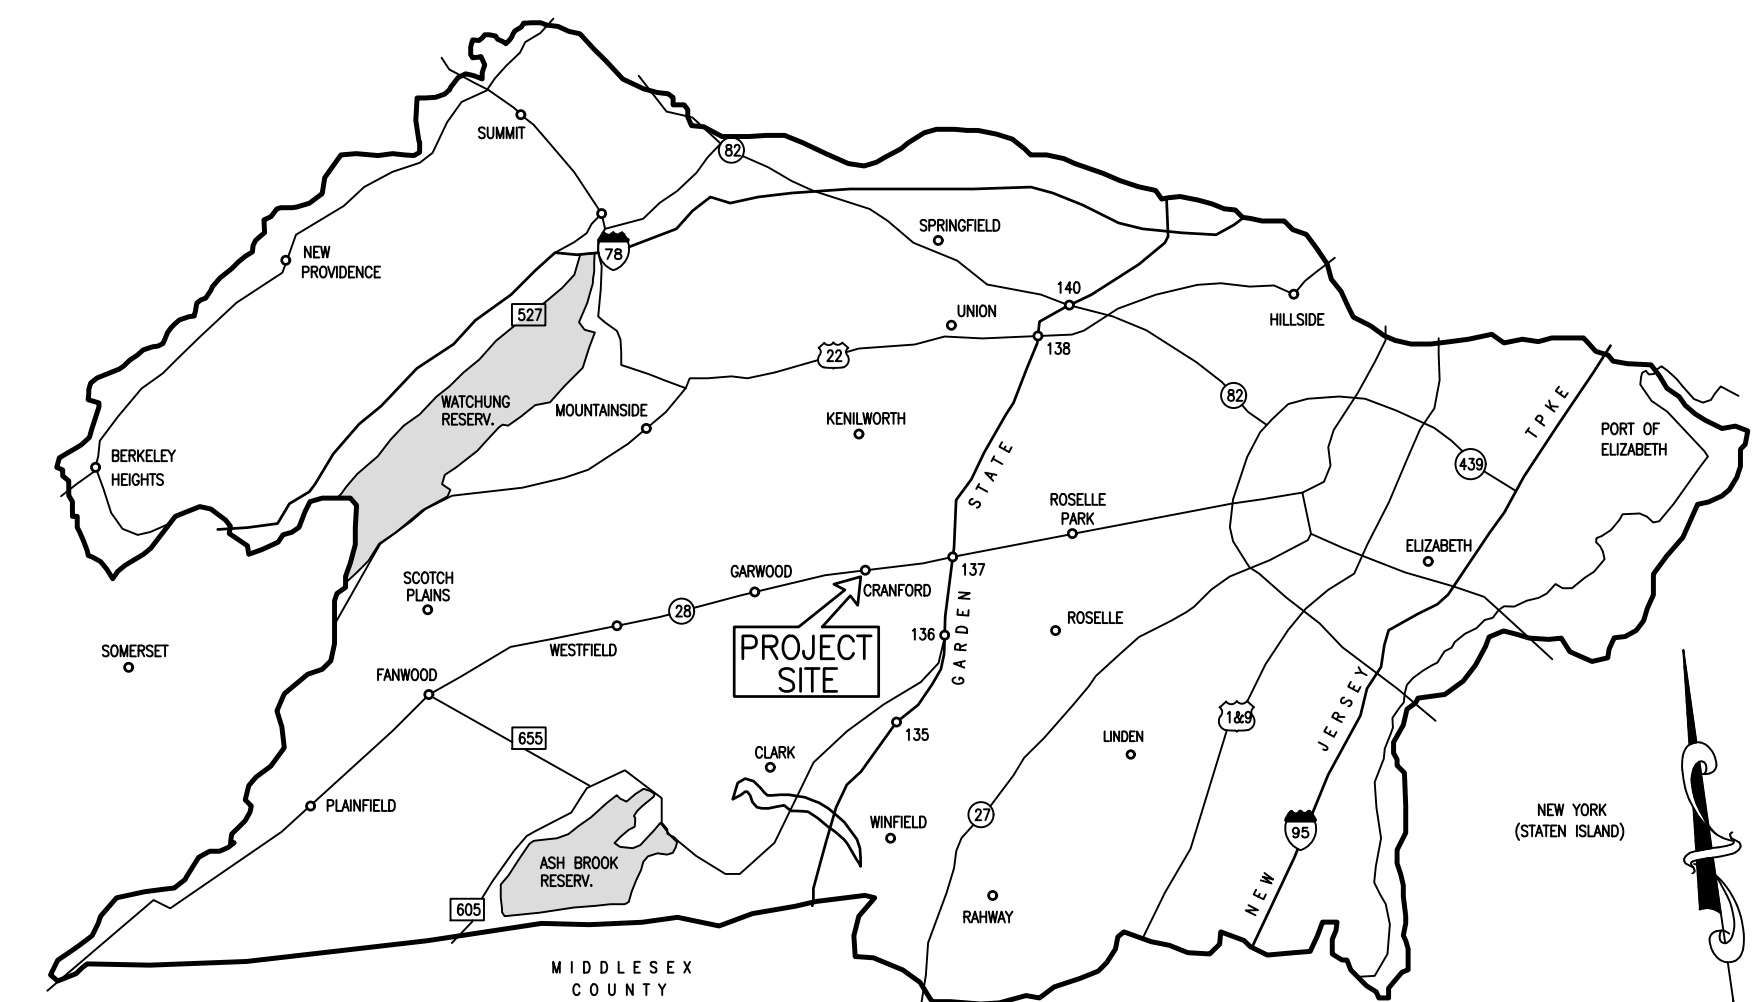 SUMMIT
82
SPRINGFIELD
NEW
PROVIDENCE
78
140
527
UNION
HILLSIDE
138
22
WATCHUNG
RESERV.
MOUNTAINSIDE
KENILWORTH
82
TPKE
PORT OF
ELIZABETH
BERKELEY
HEIGHTS
439
STATE
ROSELLE
PARK
ELIZABETH
137
GARWOOD
SCOTCH
PLAINS
CRANFORD
28
GARDEN
136
ROSELLE
PROJECT
SITE
WESTFIELD
SOMERSET
FANWOOD
JERSEY
1&9
655
135
LINDEN
CLARK
PLAINFIELD
27
WINFIELD
95
NEW YORK
(STATEN ISLAND)
ASH BROOK
RESERV.
NEW
605
RAHWAY
MIDDLESEX
COUNTY